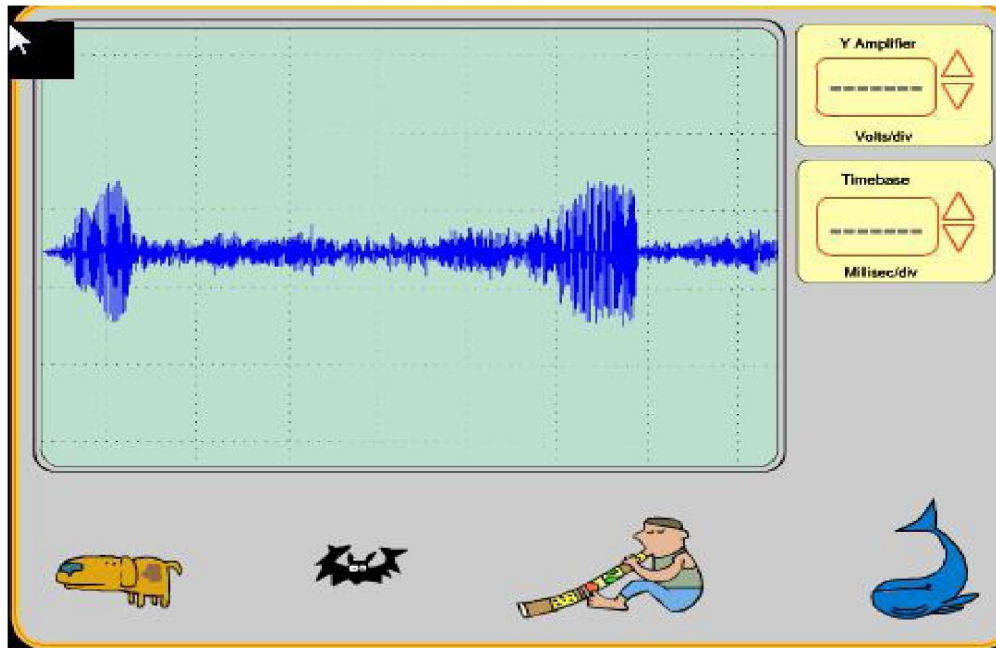 Y Amplifier
-------
Volts/div
Timebase
-------
Millisec/div